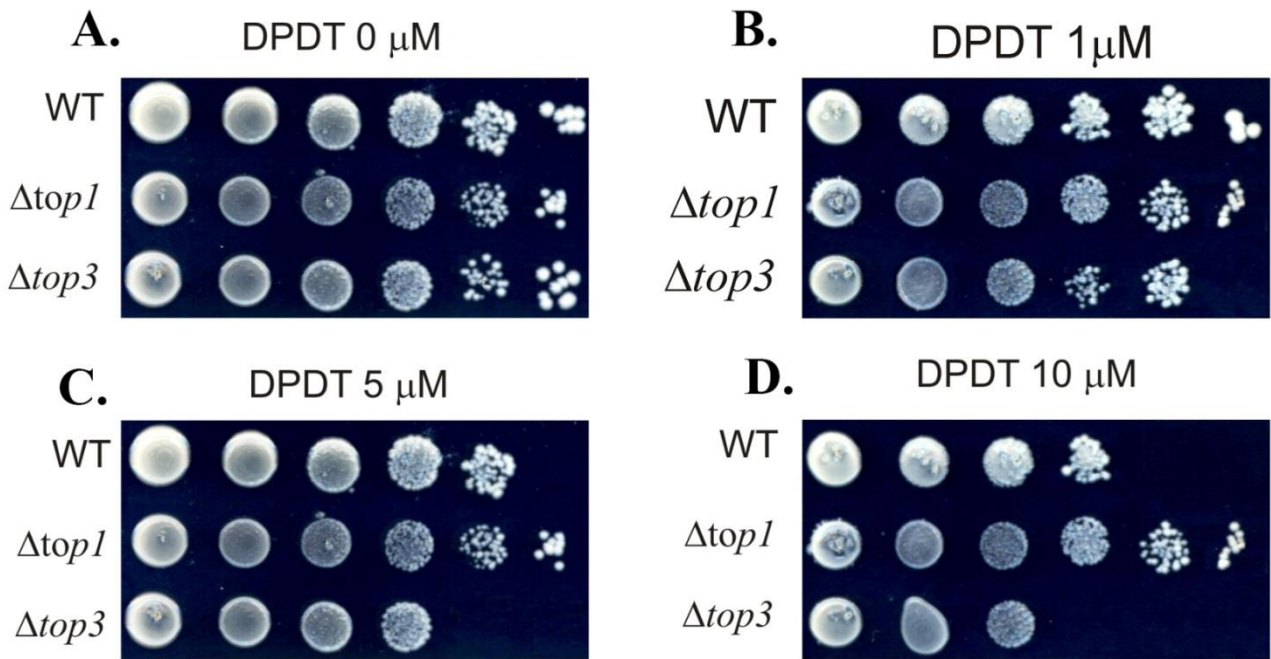 A. DPDT 0 μM
WT
Δtop1
Δtop3
B. DPDT 1μM
WT
Δtop1
Δtop3
C. DPDT 5 μM
WT
Δtop1
Δtop3
D. DPDT 10 μM
WT
Δtop1
Δtop3